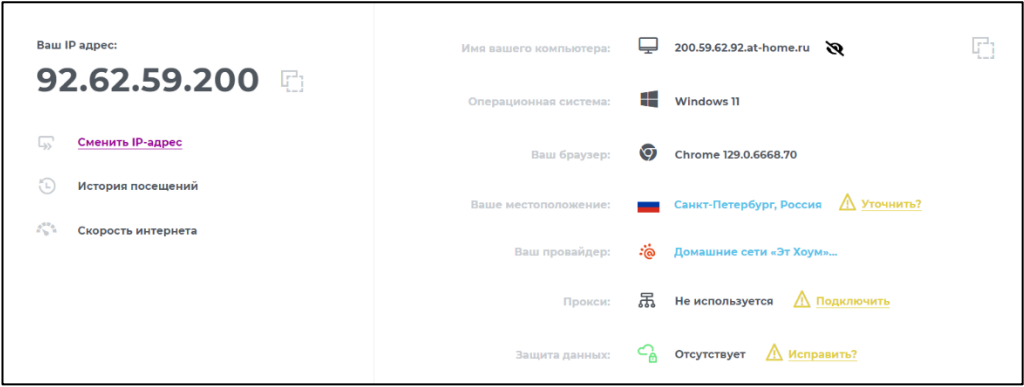 Ваш IP адрес:
92.62.59.200
Сменить IP-адрес
История посещений
Скорость интернета
Имя вашего компьютера: 200.59.62.92.at-home.ru
Операционная система: Windows 11
Ваш браузер: Chrome 129.0.6668.70
Ваше местоположение: Санкт-Петербург, Россия Уточнить?
Ваш провайдер: Домашние сети «Эт Хоум»...
Прокси: Не используется Подключить
Защита данных: Отсутствует Исправить?